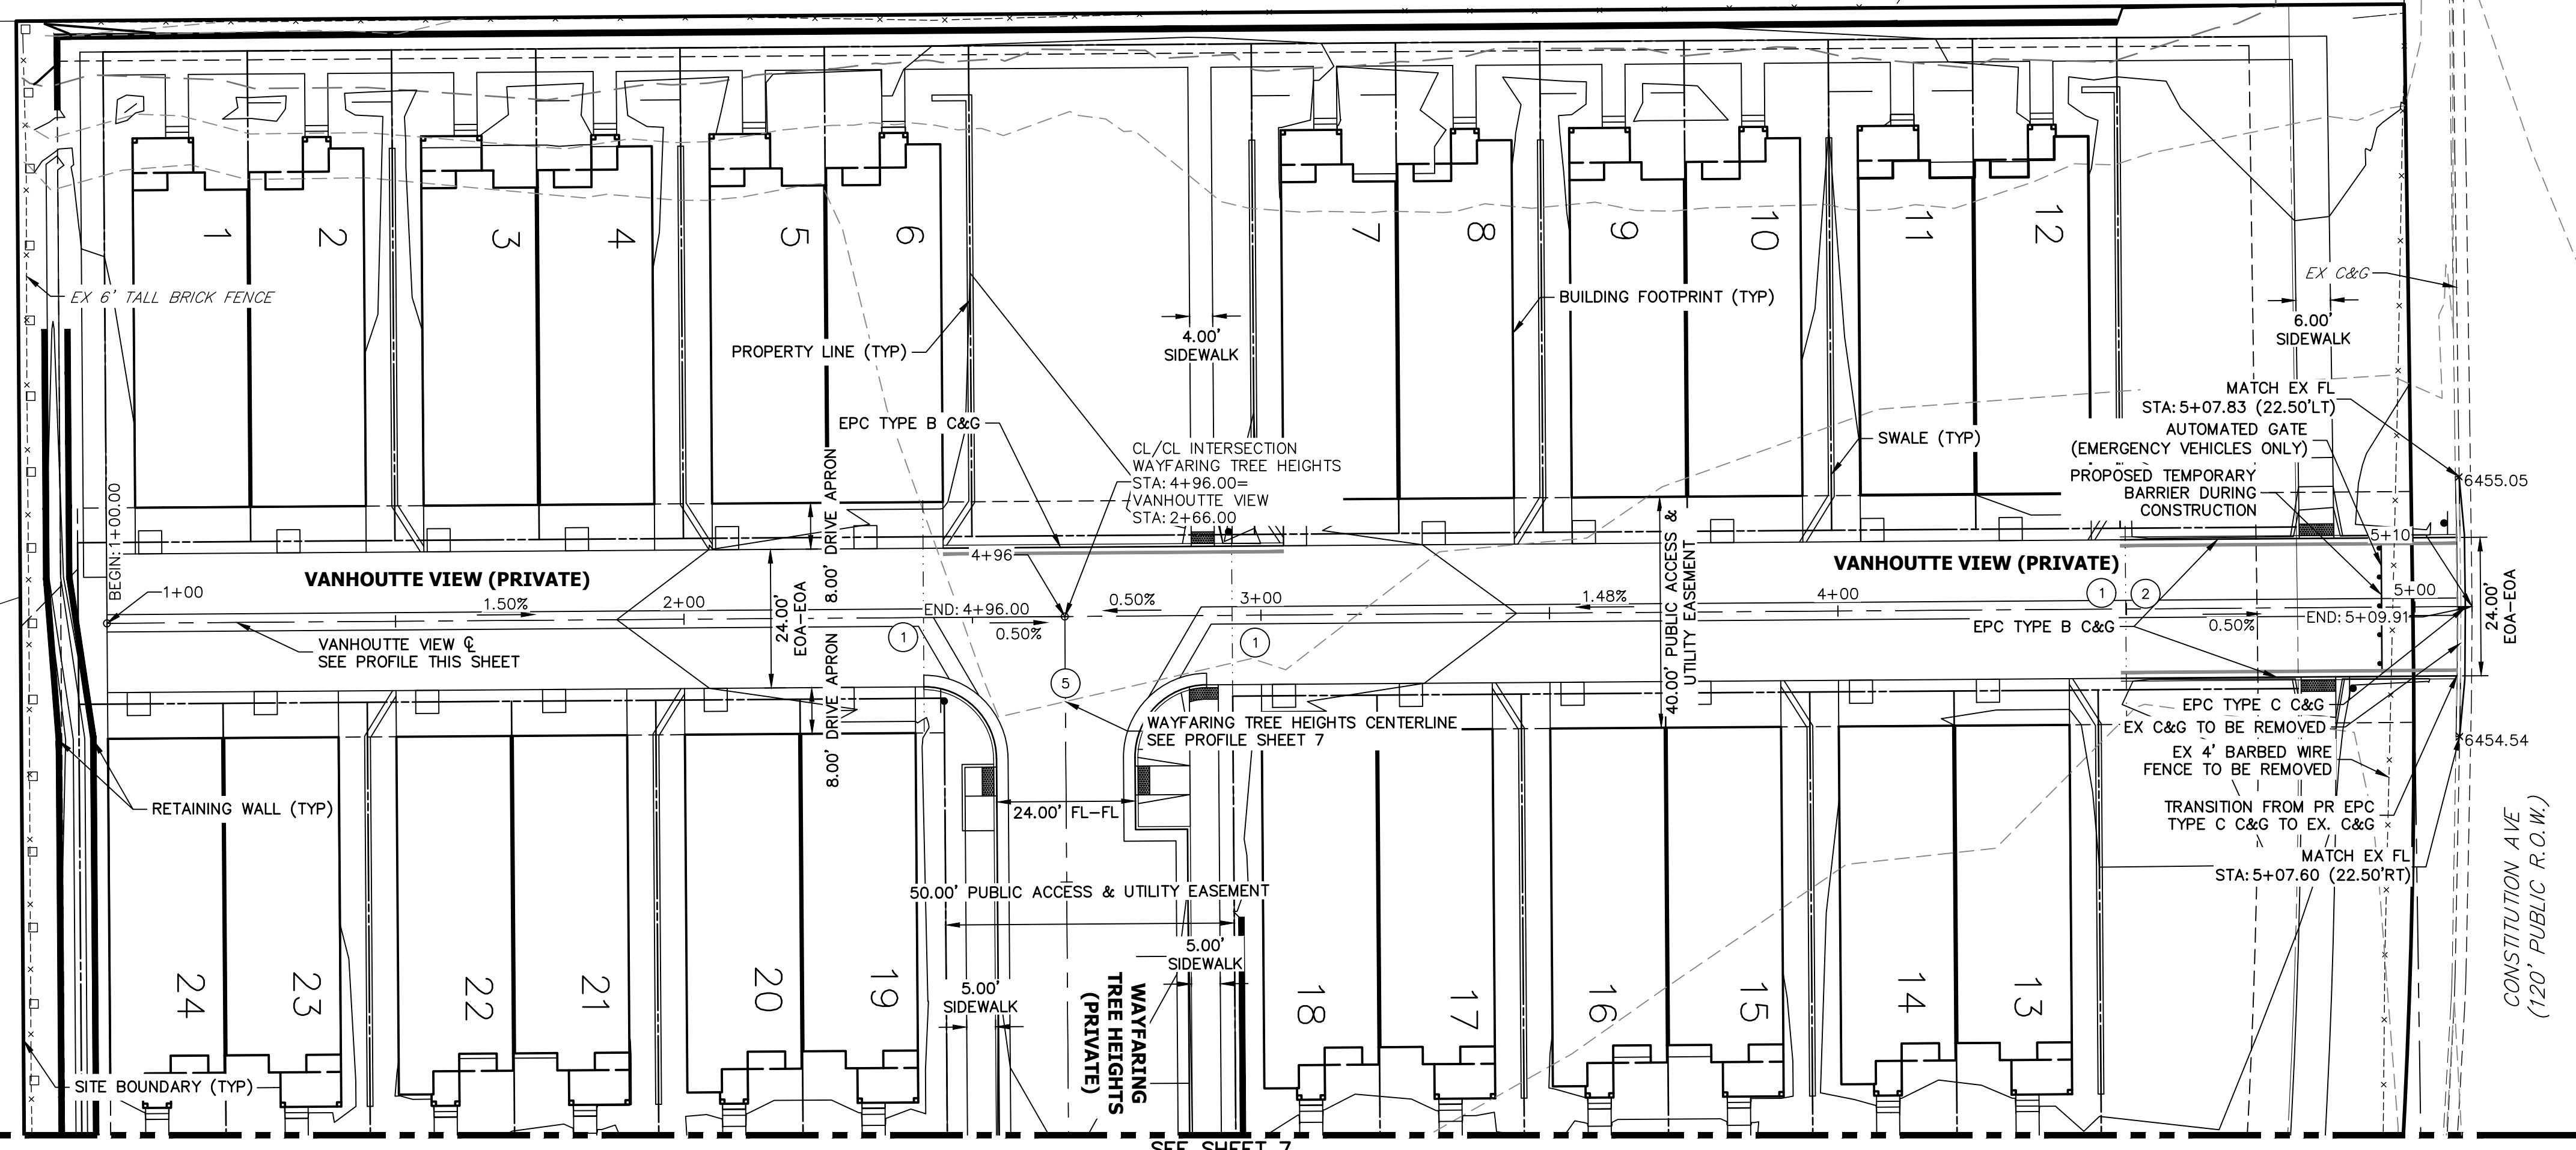 1
2
3
4
5
6
7
8
9
10
11
12
EX 6' TALL BRICK FENCE
PROPERTY LINE (TYP)
4.00'
SIDEWALK
BUILDING FOOTPRINT (TYP)
EX C&G
6.00'
SIDEWALK
EPC TYPE B C&G
CL/CL INTERSECTION
WAYFARING TREE HEIGHTS
STA: 4+96.00=
VANHOUTTE VIEW
STA: 2+66.00
SWALE (TYP)
MATCH EX FL
STA: 5+07.83 (22.50'LT)
AUTOMATED GATE
(EMERGENCY VEHICLES ONLY)
PROPOSED TEMPORARY
BARRIER DURING
CONSTRUCTION
6455.05
BEGIN: 1+00.00
8.00' DRIVE APRON
40.00' PUBLIC ACCESS &
UTILITY EASEMENT
VANHOUTTE VIEW (PRIVATE)
4+96
VANHOUTTE VIEW (PRIVATE)
5+10
1+00
1.50%
2+00
24.00'
EOA-EOA
END: 4+96.00
0.50%
0.50%
3+00
1.48%
4+00
1
2
5+00
0.50%
END: 5+09.91
24.00'
EOA-EOA
EPC TYPE B C&G
1
1
5
VANHOUTTE VIEW ℄
SEE PROFILE THIS SHEET
8.00' DRIVE APRON
WAYFARING TREE HEIGHTS CENTERLINE
SEE PROFILE SHEET 7
EPC TYPE C C&G
EX C&G TO BE REMOVED
EX 4' BARBED WIRE
FENCE TO BE REMOVED
6454.54
TRANSITION FROM PR EPC
TYPE C C&G TO EX. C&G
MATCH EX FL
STA: 5+07.60 (22.50'RT)
RETAINING WALL (TYP)
24.00' FL-FL
50.00' PUBLIC ACCESS & UTILITY EASEMENT
5.00'
SIDEWALK
5.00'
SIDEWALK
WAYFARING
TREE HEIGHTS
(PRIVATE)
CONSTITUTION AVE
(120' PUBLIC R.O.W.)
24
23
22
21
20
19
18
17
16
15
14
13
SITE BOUNDARY (TYP)
SEE SHEET 7